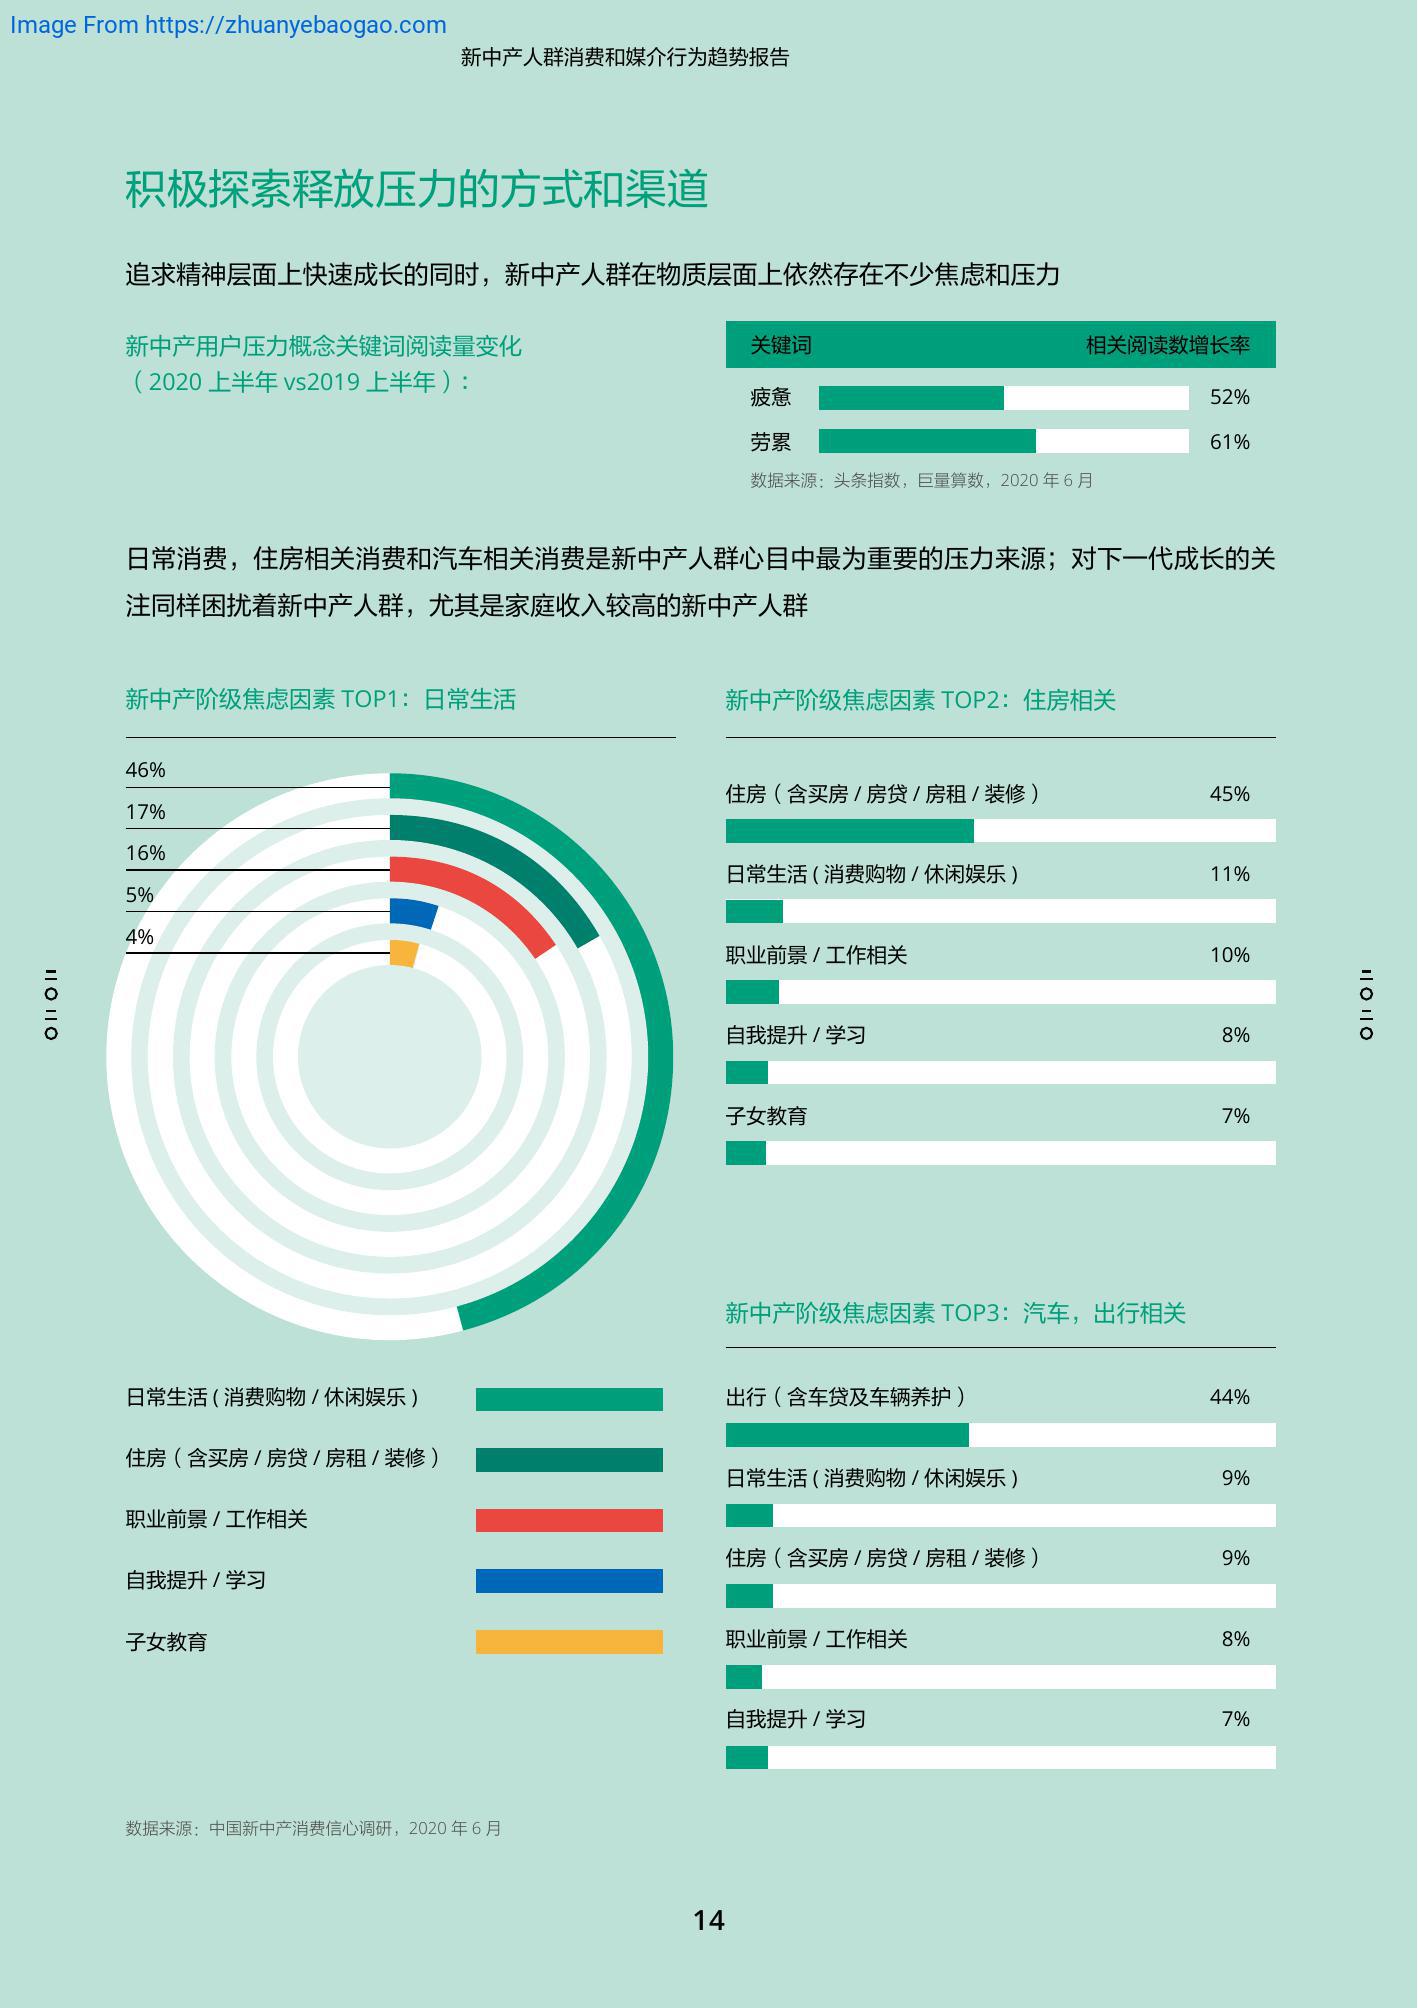 Image From https://zhuanyebaogao.com
新中产人群消费和媒介行为趋势报告
积极探索释放压力的方式和渠道
追求精神层面上快速成长的同时，新中产人群在物质层面上依然存在不少焦虑和压力
新中产用户压力概念关键词阅读量变化
（ 2020 上半年 vs2019 上半年 ）：
关键词 相关阅读数增长率
疲惫 52%
劳累 61%
数据来源：头条指数，巨量算数，2020 年 6 月
日常消费，住房相关消费和汽车相关消费是新中产人群心目中最为重要的压力来源；对下一代成长的关
注同样困扰着新中产人群，尤其是家庭收入较高的新中产人群
新中产阶级焦虑因素 TOP1：日常生活
46%
17%
16%
5%
4%
日常生活 ( 消费购物 / 休闲娱乐 )
住房（ 含买房 / 房贷 / 房租 / 装修 ）
职业前景 / 工作相关
自我提升 / 学习
子女教育
新中产阶级焦虑因素 TOP2：住房相关
住房（ 含买房 / 房贷 / 房租 / 装修 ） 45%
日常生活 ( 消费购物 / 休闲娱乐 ) 11%
职业前景 / 工作相关 10%
自我提升 / 学习 8%
子女教育 7%
新中产阶级焦虑因素 TOP3：汽车，出行相关
出行（ 含车贷及车辆养护 ） 44%
日常生活 ( 消费购物 / 休闲娱乐 ) 9%
住房（ 含买房 / 房贷 / 房租 / 装修 ） 9%
职业前景 / 工作相关 8%
自我提升 / 学习 7%
二〇二〇
二〇二〇
数据来源：中国新中产消费信心调研，2020 年 6 月
14